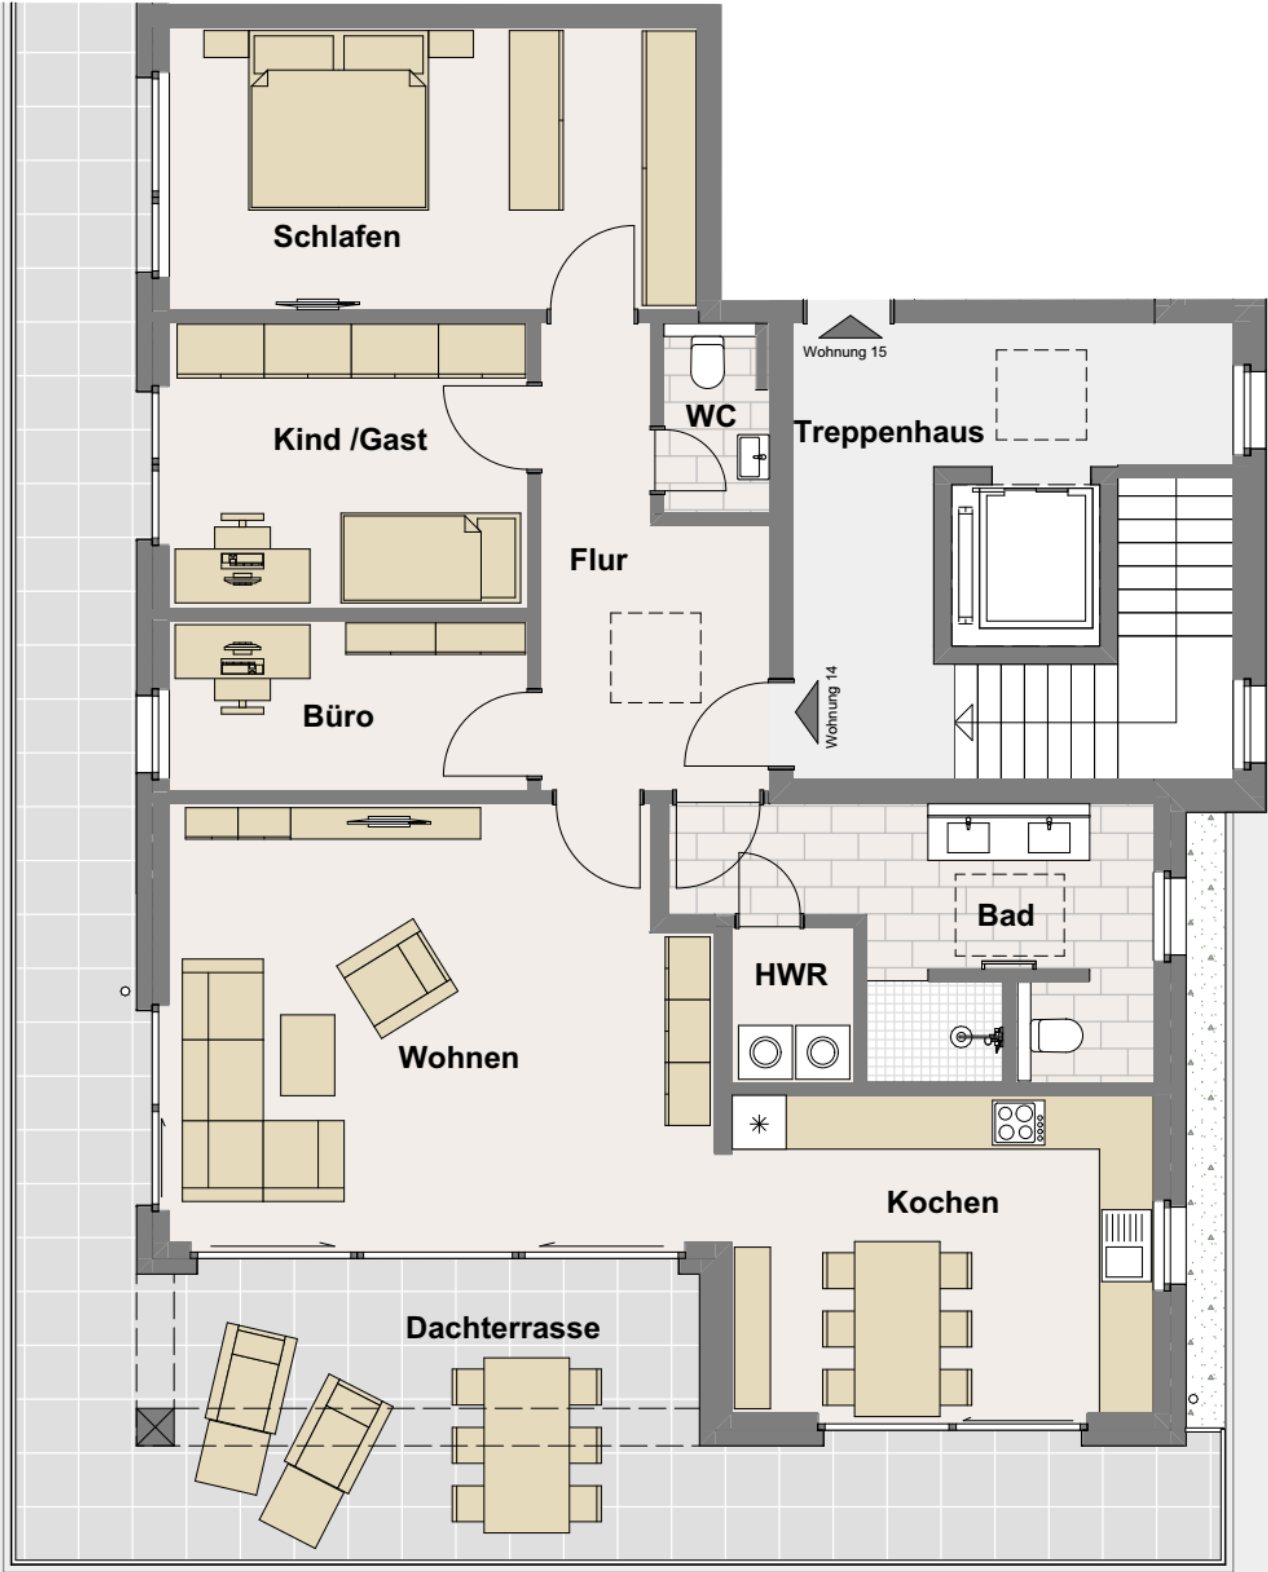 Schlafen
Wohnung 15
Kind /Gast
WC
Treppenhaus
Flur
Wohnung 14
Büro
Bad
HWR
Wohnen
Kochen
Dachterrasse